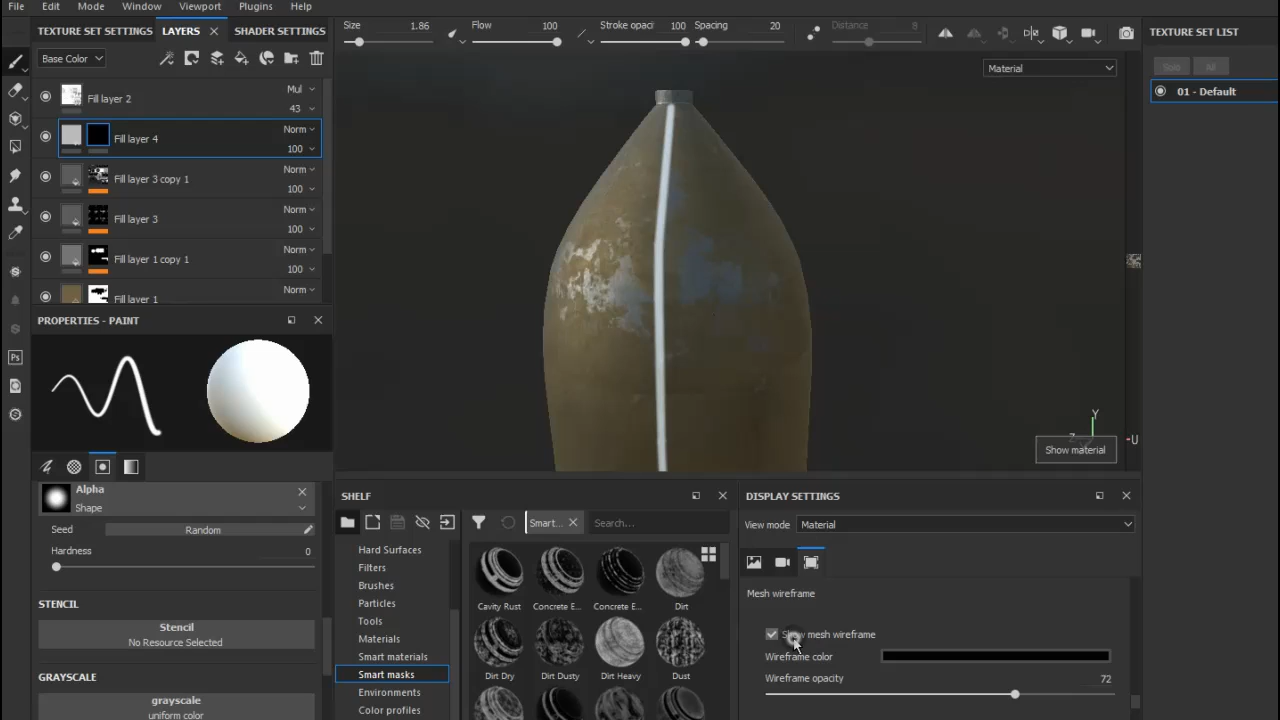 File Edit Mode Window Viewport Plugins Help
TEXTURE SET SETTINGS LAYERS SHADER SETTINGS
Size 1.86 Flow 100 Stroke opaci 100 Spacing 20 Distance 8
TEXTURE SET LIST
Base Color
Material
Solo All
01 - Default
Fill layer 2 Mul 43
Fill layer 4 Norm 100
Fill layer 3 copy 1 Norm 100
Fill layer 3 Norm 100
Fill layer 1 copy 1 Norm 100
Fill layer 1 Norm
PROPERTIES - PAINT
Ps
Y
Z
-U
Show material
Alpha
Shape
Seed Random
Hardness 0
STENCIL
Stencil
No Resource Selected
GRAYSCALE
grayscale
uniform color
SHELF
Smart...
Search...
Hard Surfaces
Filters
Brushes
Particles
Tools
Materials
Smart materials
Smart masks
Environments
Color profiles
Cavity Rust Concrete E... Concrete E... Dirt
Dirt Dry Dirt Dusty Dirt Heavy Dust
DISPLAY SETTINGS
View mode Material
Mesh wireframe
Show mesh wireframe
Wireframe color
Wireframe opacity 72